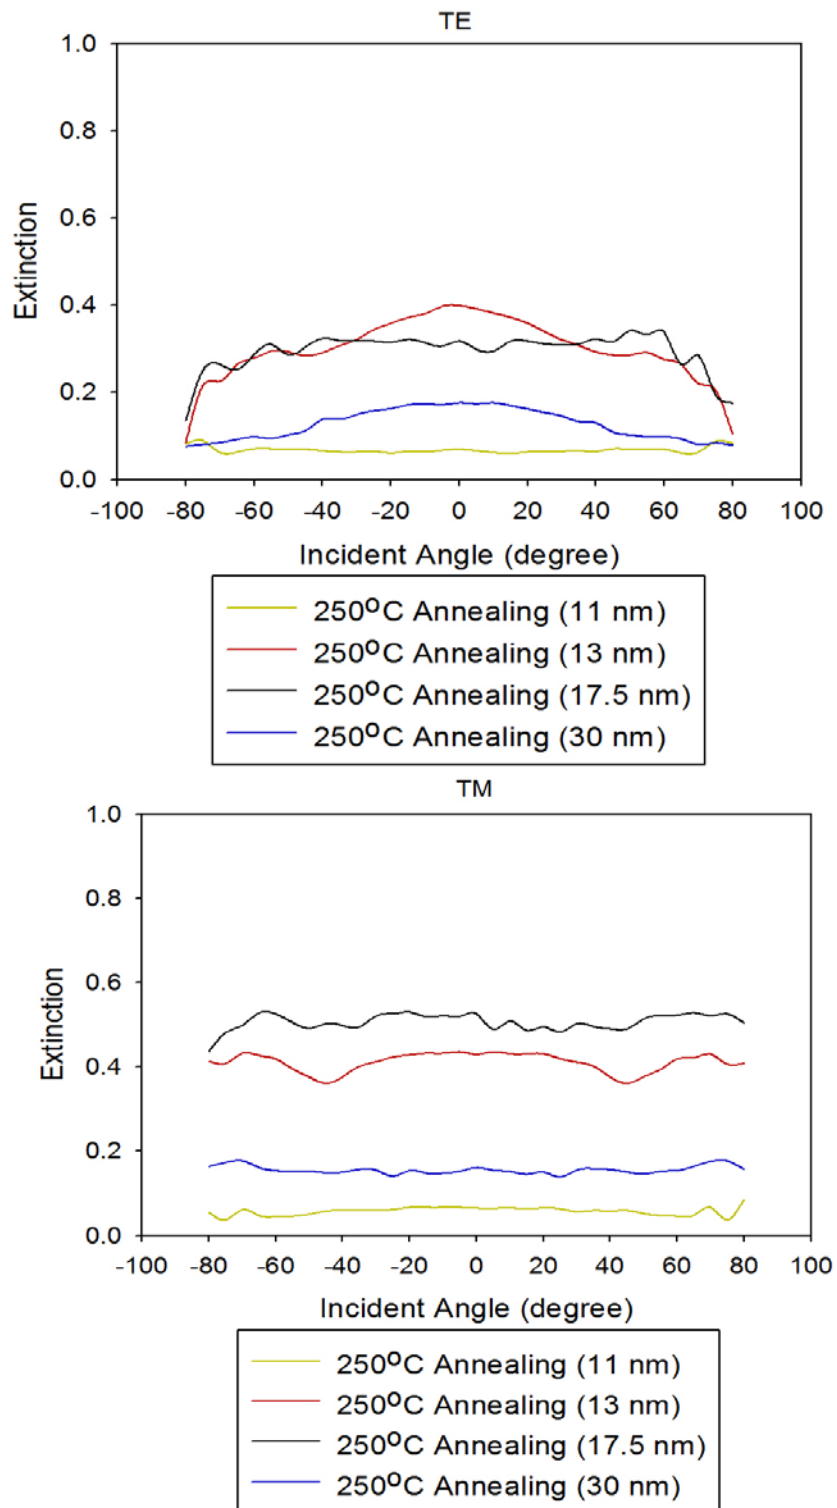 TE
1.0
0.8
0.6
0.4
0.2
0.0
Extinction
-100 -80 -60 -40 -20 0 20 40 60 80 100
Incident Angle (degree)
250ºC Annealing (11 nm)
250ºC Annealing (13 nm)
250ºC Annealing (17.5 nm)
250ºC Annealing (30 nm)
TM
1.0
0.8
0.6
0.4
0.2
0.0
Extinction
-100 -80 -60 -40 -20 0 20 40 60 80 100
Incident Angle (degree)
250ºC Annealing (11 nm)
250ºC Annealing (13 nm)
250ºC Annealing (17.5 nm)
250ºC Annealing (30 nm)